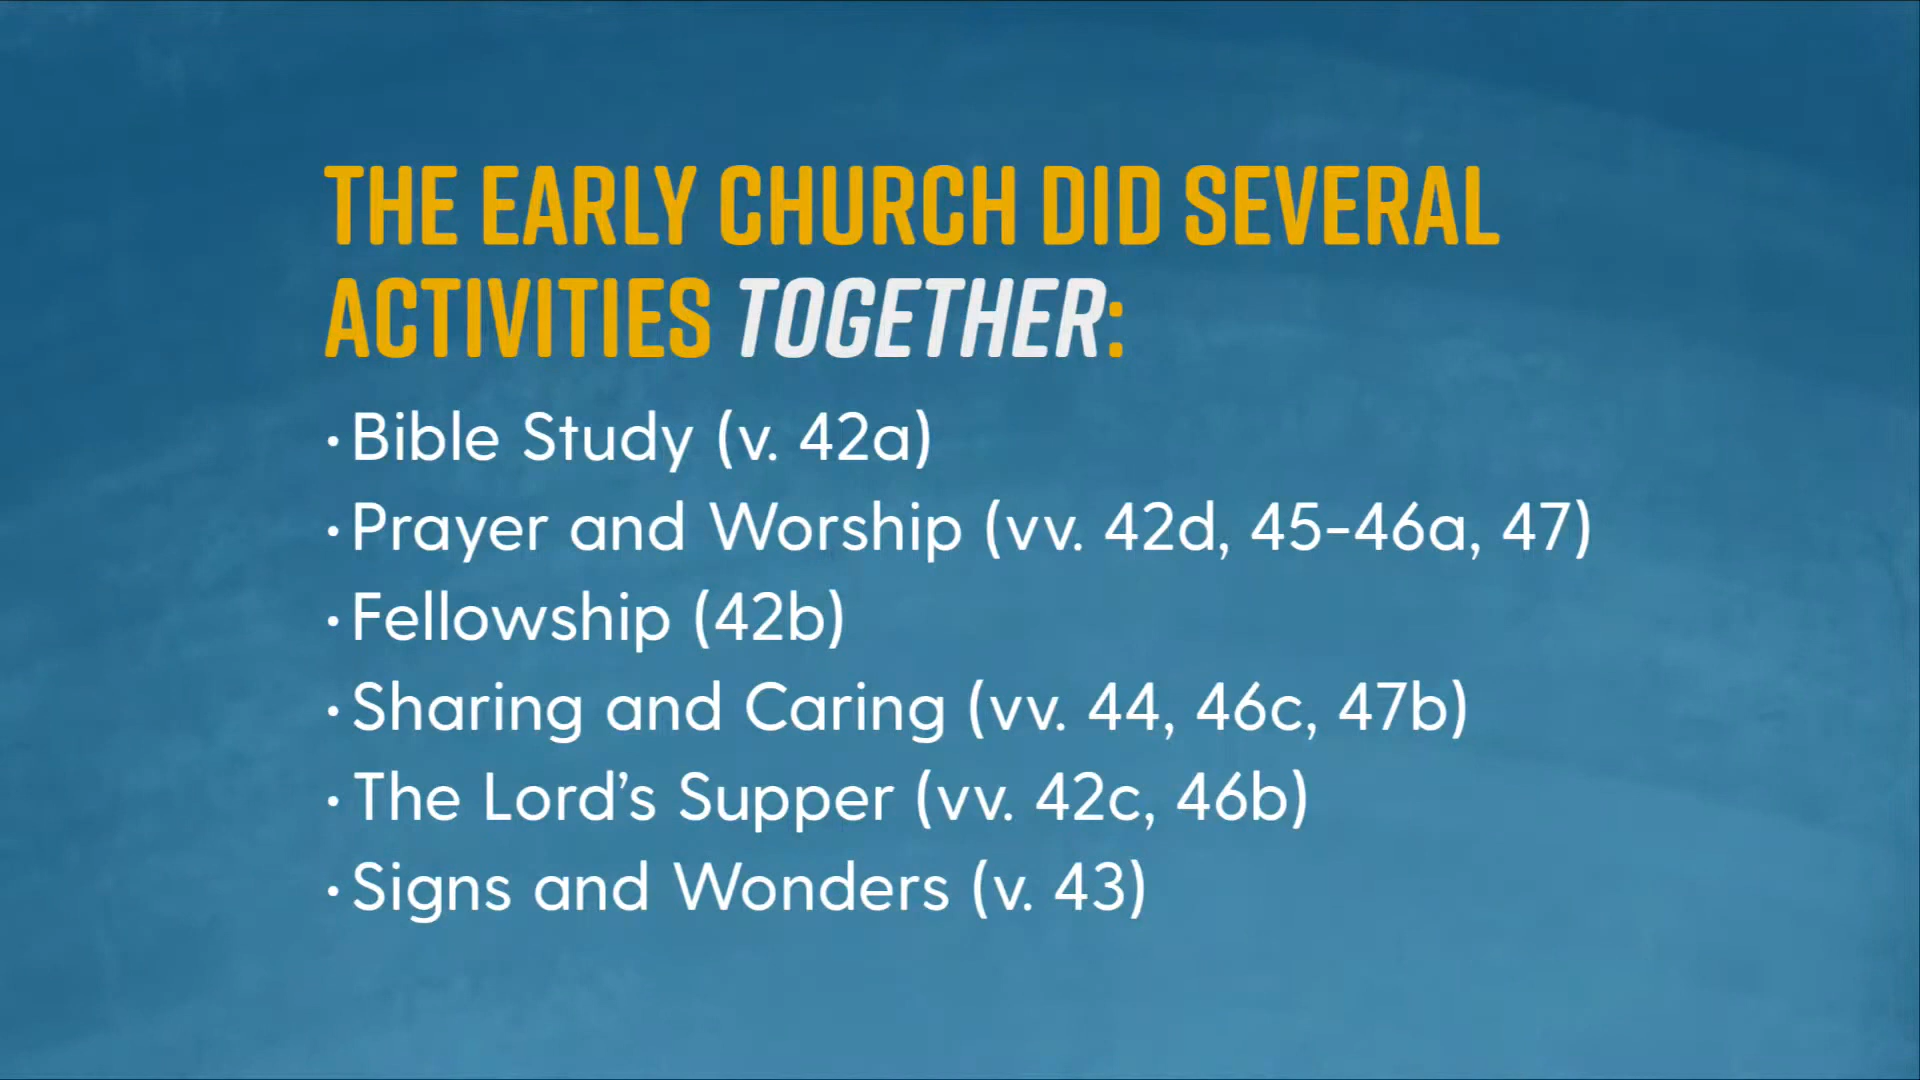 THE EARLY CHURCH DID SEVERAL
ACTIVITIES TOGETHER:
· Bible Study (v. 42a)
· Prayer and Worship (vv. 42d, 45-46a, 47)
· Fellowship (42b)
· Sharing and Caring (vv. 44, 46c, 47b)
· The Lord’s Supper (vv. 42c, 46b)
· Signs and Wonders (v. 43)